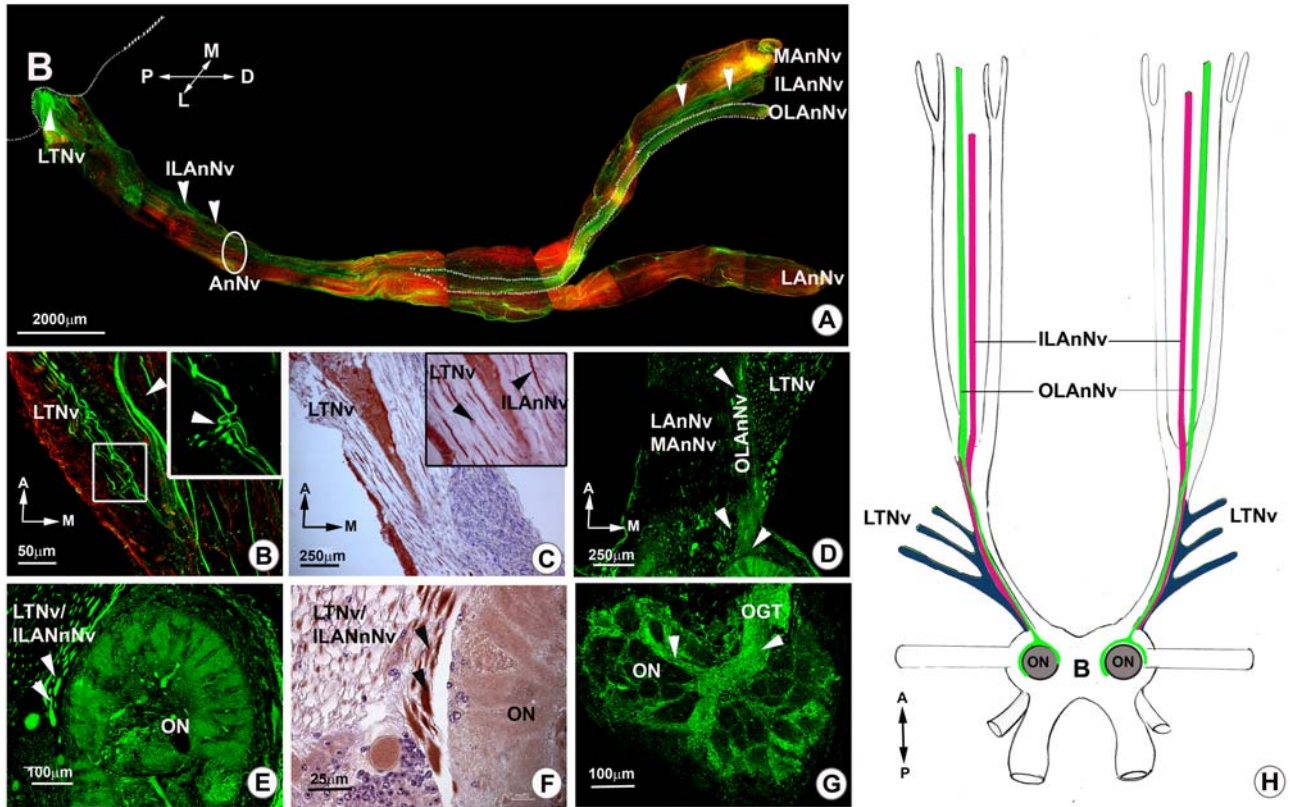 B
M
P
D
L
LTNv
ILAnNv
AnNv
MAnNv
ILAnNv
OLAnNv
LAnNv
2000μm
A
LTNv
A
M
50μm
B
LTNv
LTNv
ILAnNv
A
M
250μm
C
LAnNv
MAnNv
OLAnNv
LTNv
A
M
250μm
D
LTNv/
ILANnNv
ON
100μm
E
LTNv/
ILANnNv
ON
25μm
F
OGT
ON
100μm
G
ILAnNv
OLAnNv
LTNv
LTNv
ON
B
ON
A
P
H